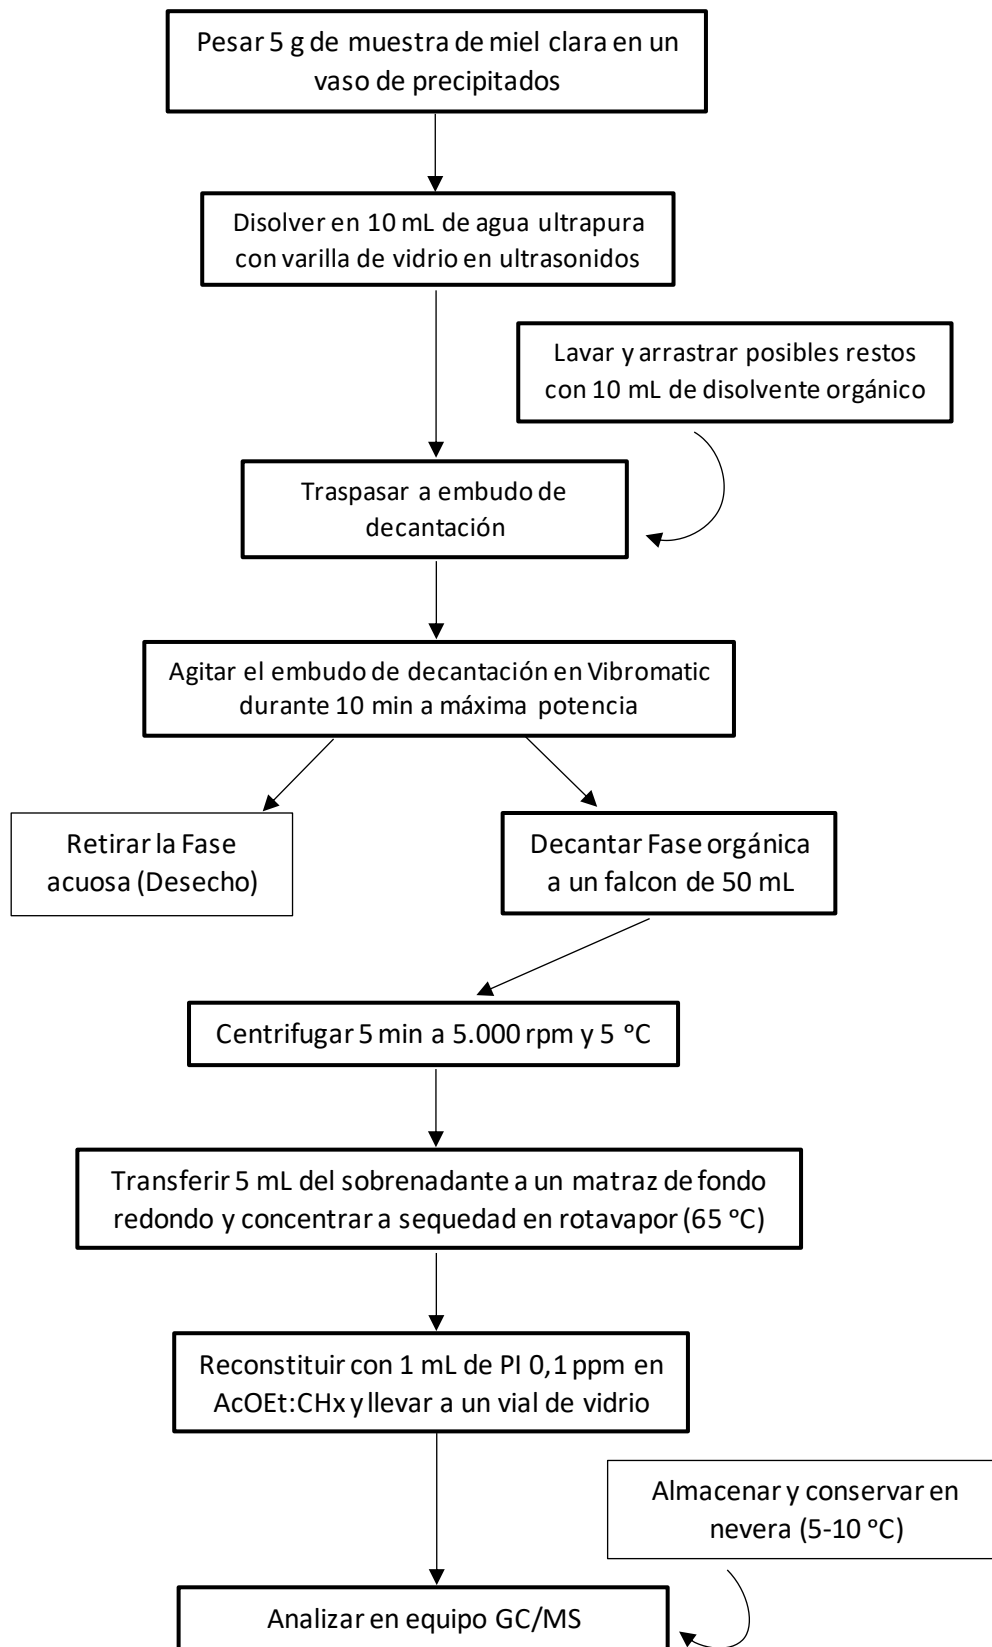 Pesar 5 g de muestra de miel clara en un
vaso de precipitados
Disolver en 10 mL de agua ultrapura
con varilla de vidrio en ultrasonidos
Lavar y arrastrar posibles restos
con 10 mL de disolvente orgánico
Traspasar a embudo de
decantación
Agitar el embudo de decantación en Vibromatic
durante 10 min a máxima potencia
Retirar la Fase
acuosa (Desecho)
Decantar Fase orgánica
a un falcon de 50 mL
Centrifugar 5 min a 5.000 rpm y 5 °C
Transferir 5 mL del sobrenadante a un matraz de fondo
redondo y concentrar a sequedad en rotavapor (65 °C)
Reconstituir con 1 mL de PI 0,1 ppm en
AcOEt:CHx y llevar a un vial de vidrio
Almacenar y conservar en
nevera (5-10 °C)
Analizar en equipo GC/MS